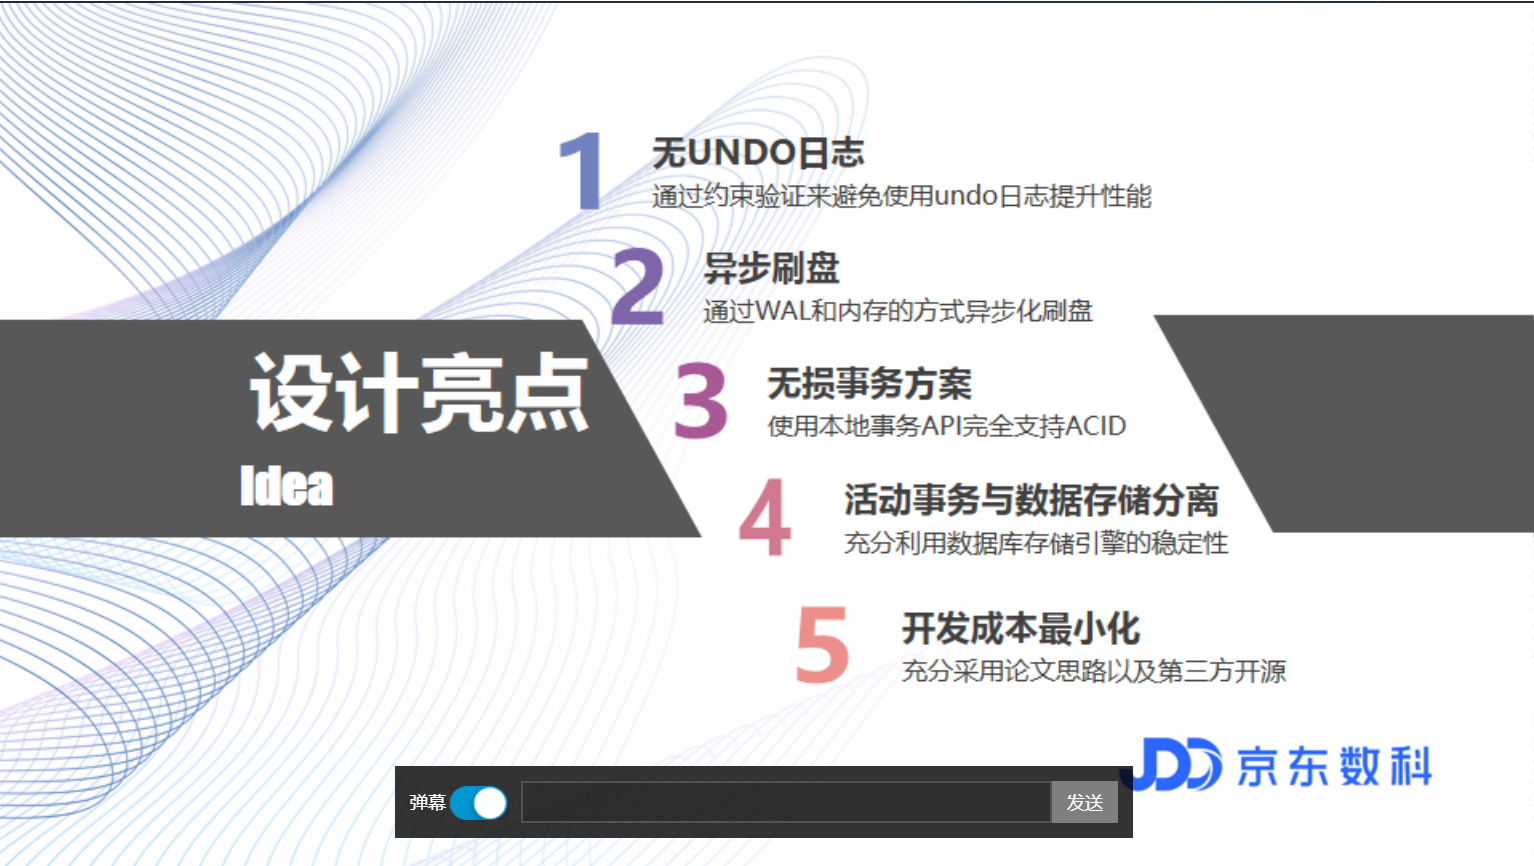 设计亮点
Idea
1
无UNDO日志
通过约束验证来避免使用undo日志提升性能
2
异步刷盘
通过WAL和内存的方式异步化刷盘
3
无损事务方案
使用本地事务API完全支持ACID
4
活动事务与数据存储分离
充分利用数据库存储引擎的稳定性
5
开发成本最小化
充分采用论文思路以及第三方开源
JDD 京东数科
弹幕
发送